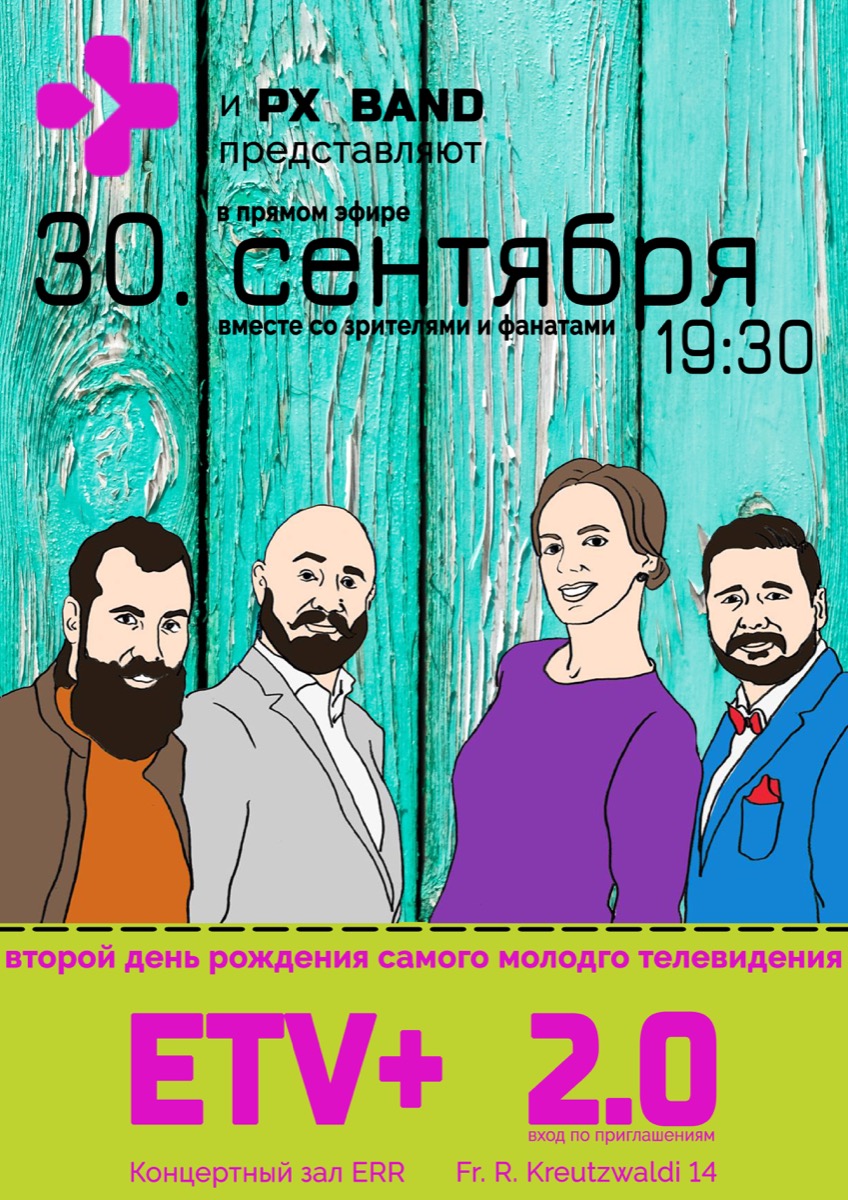 и PX BAND
представляют
в прямом эфире
30. сентября
вместе со зрителями и фанатами
19:30
второй день рождения самого молодго телевидения
ETV+ 2.0
вход по приглашениям
Концертный зал ERR Fr. R. Kreutzwaldi 14